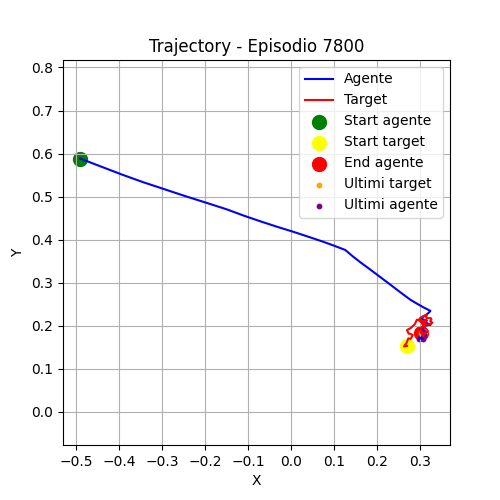 Trajectory - Episodio 7800
Agente
Target
Start agente
Start target
End agente
Ultimi target
Ultimi agente
Y
0.8
0.7
0.6
0.5
0.4
0.3
0.2
0.1
0.0
−0.5 −0.4 −0.3 −0.2 −0.1 0.0 0.1 0.2 0.3
X